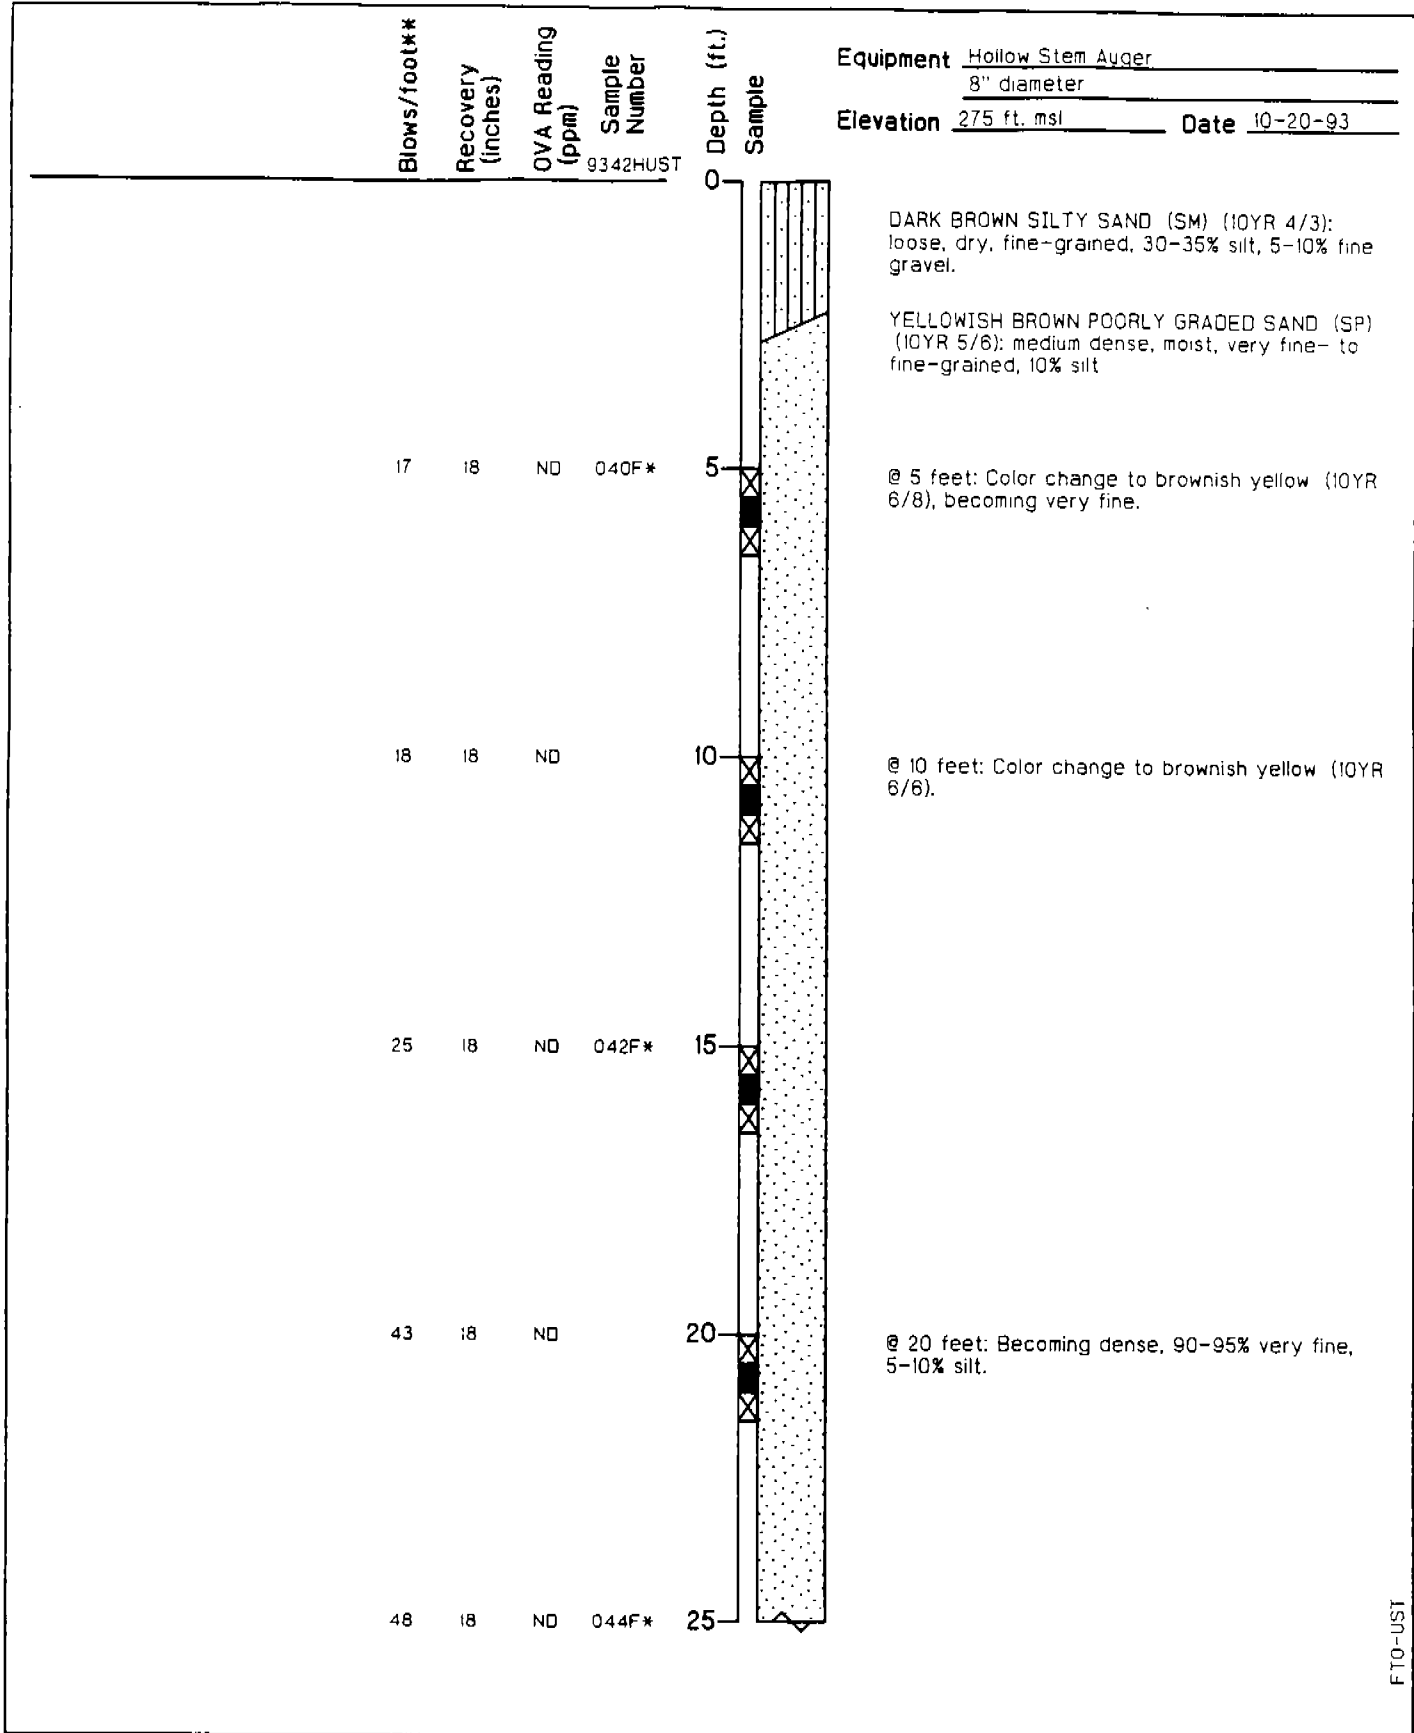 Blows/foot**
Recovery
(inches)
OVA Reading
(ppm)
Sample
Number
9342HUST
Depth (ft.)
Sample
Equipment Hollow Stem Auger
8" diameter
Elevation 275 ft. msl Date 10-20-93
0
DARK BROWN SILTY SAND (SM) (10YR 4/3):
loose, dry, fine-grained, 30-35% silt, 5-10% fine
gravel.
YELLOWISH BROWN POORLY GRADED SAND (SP)
(10YR 5/6): medium dense, moist, very fine- to
fine-grained, 10% silt
17 18 ND 040F* 5
@ 5 feet: Color change to brownish yellow (10YR
6/8), becoming very fine.
18 18 ND 10
@ 10 feet: Color change to brownish yellow (10YR
6/6).
25 18 ND 042F* 15
43 18 ND 20
@ 20 feet: Becoming dense, 90-95% very fine,
5-10% silt.
48 18 ND 044F* 25
FTO-UST